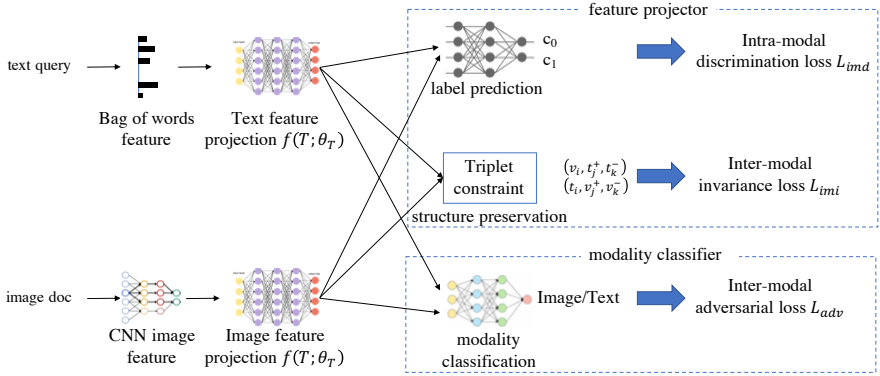 feature projector
text query
Bag of words
feature
Text feature
projection f(T; θ_T)
c_0
c_1
label prediction
Intra-modal
discrimination loss L_imd
Triplet
constraint
structure preservation
(v_i, t_j^+, t_k^-)
(t_i, v_j^+, v_k^-)
Inter-modal
invariance loss L_imi
modality classifier
image doc
CNN image
feature
Image feature
projection f(T; θ_T)
Image/Text
modality
classification
Inter-modal
adversarial loss L_adv